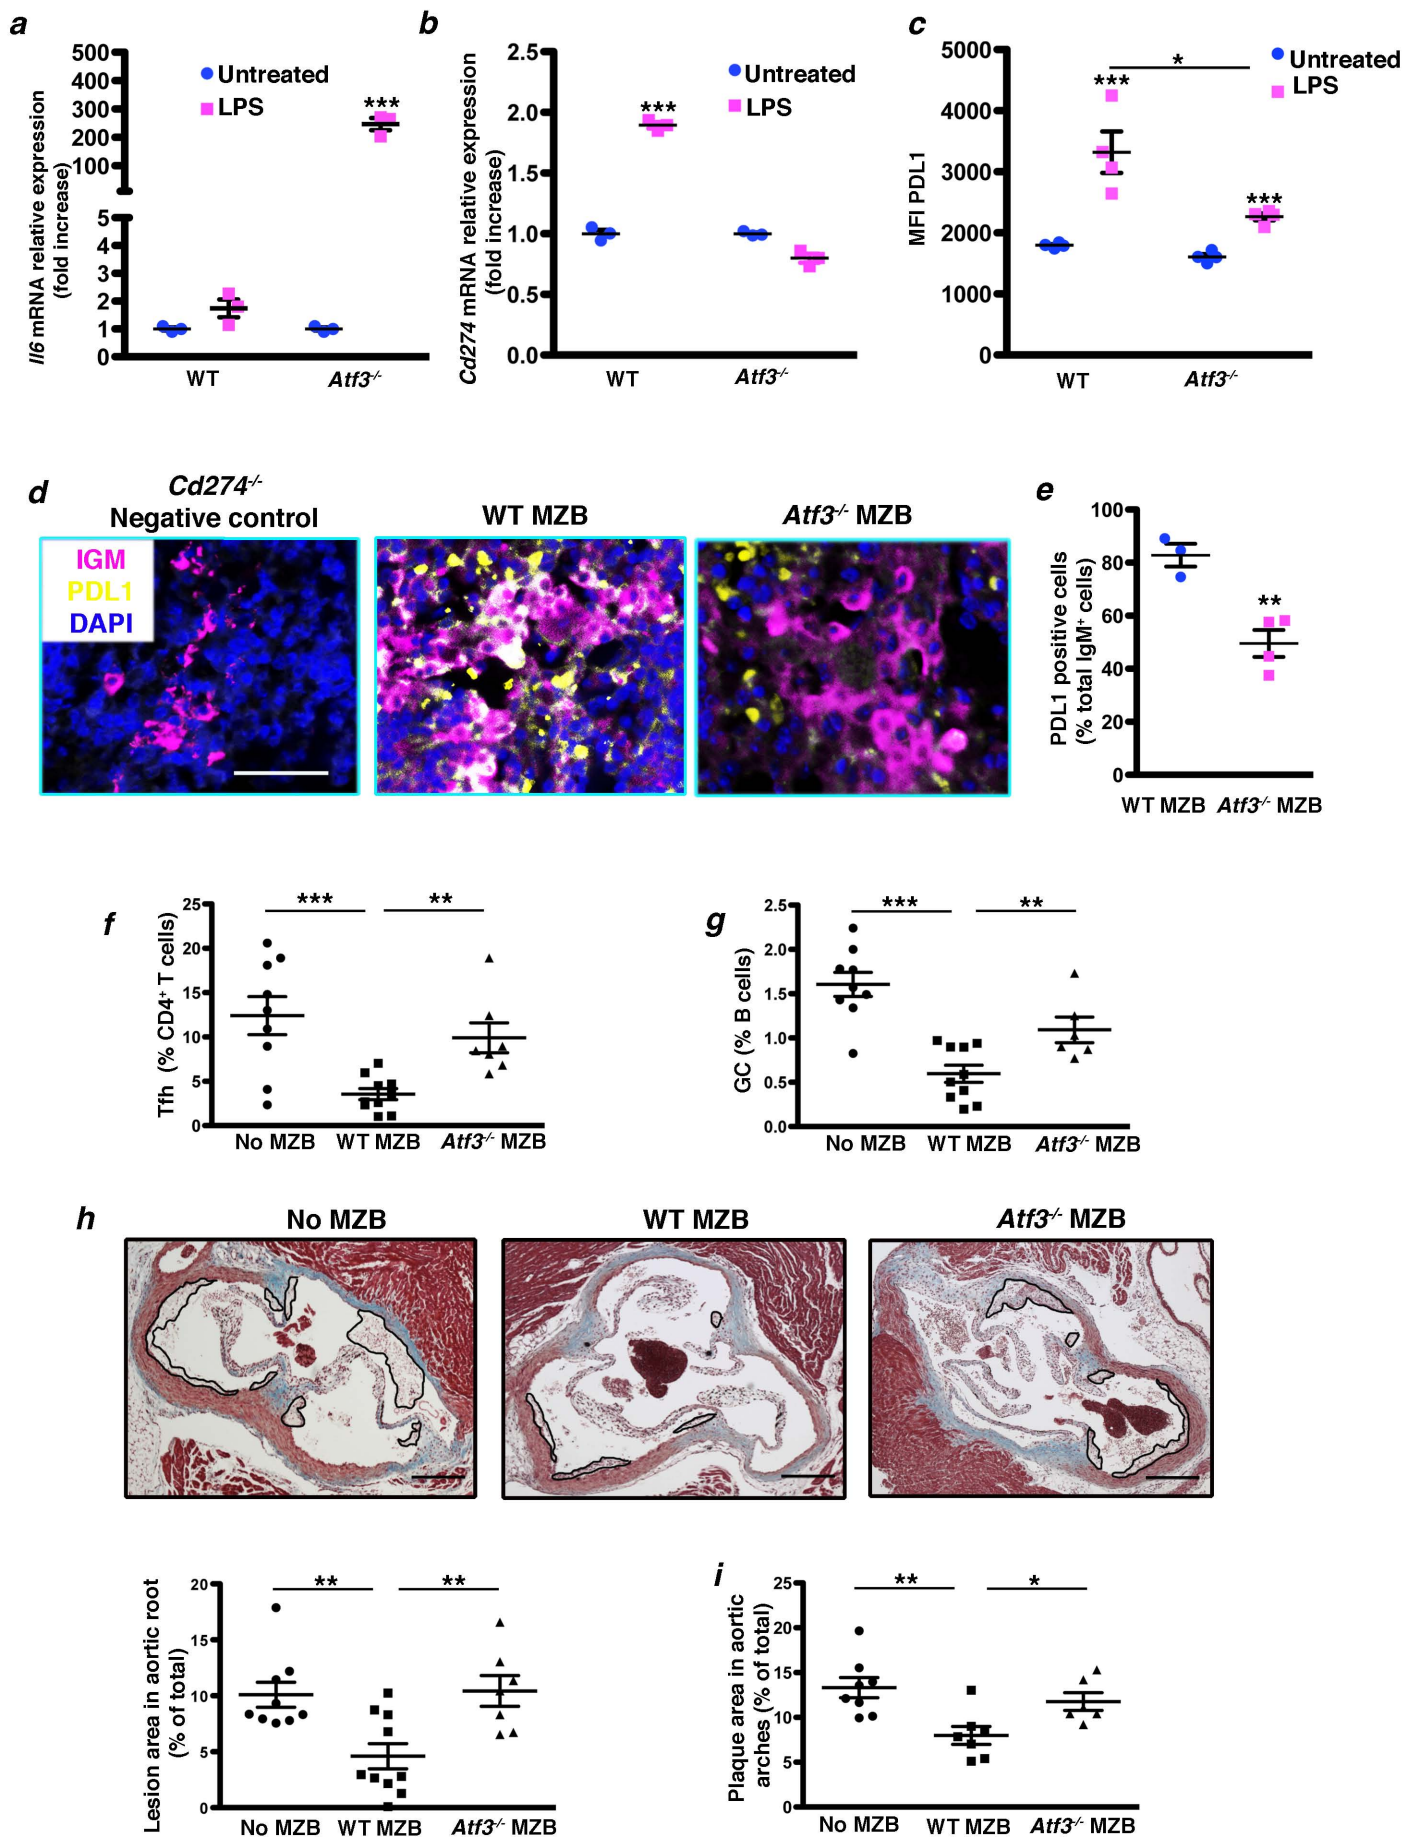 a
Il6 mRNA relative expression
(fold increase)
500
400
300
200
100
5
4
3
2
1
0
Untreated
LPS
***
WT
Atf3-/-
b
Cd274 mRNA relative expression
(fold increase)
2.5
2.0
1.5
1.0
0.5
0.0
Untreated
LPS
***
WT
Atf3-/-
c
MFI PDL1
5000
4000
3000
2000
1000
0
Untreated
LPS
*
***
***
WT
Atf3-/-
d
Cd274-/-
Negative control
WT MZB
Atf3-/- MZB
IGM
PDL1
DAPI
e
PDL1 positive cells
(% total IgM+ cells)
100
80
60
40
20
0
**
WT MZB
Atf3-/- MZB
f
Tfh (% CD4+ T cells)
25
20
15
10
5
0
***
**
No MZB
WT MZB
Atf3-/- MZB
g
GC (% B cells)
2.5
2.0
1.5
1.0
0.5
0.0
***
**
No MZB
WT MZB
Atf3-/- MZB
h
No MZB
WT MZB
Atf3-/- MZB
Lesion area in aortic root
(% of total)
20
15
10
5
0
**
**
No MZB
WT MZB
Atf3-/- MZB
i
Plaque area in aortic
arches (% of total)
25
20
15
10
5
0
**
*
No MZB
WT MZB
Atf3-/- MZB